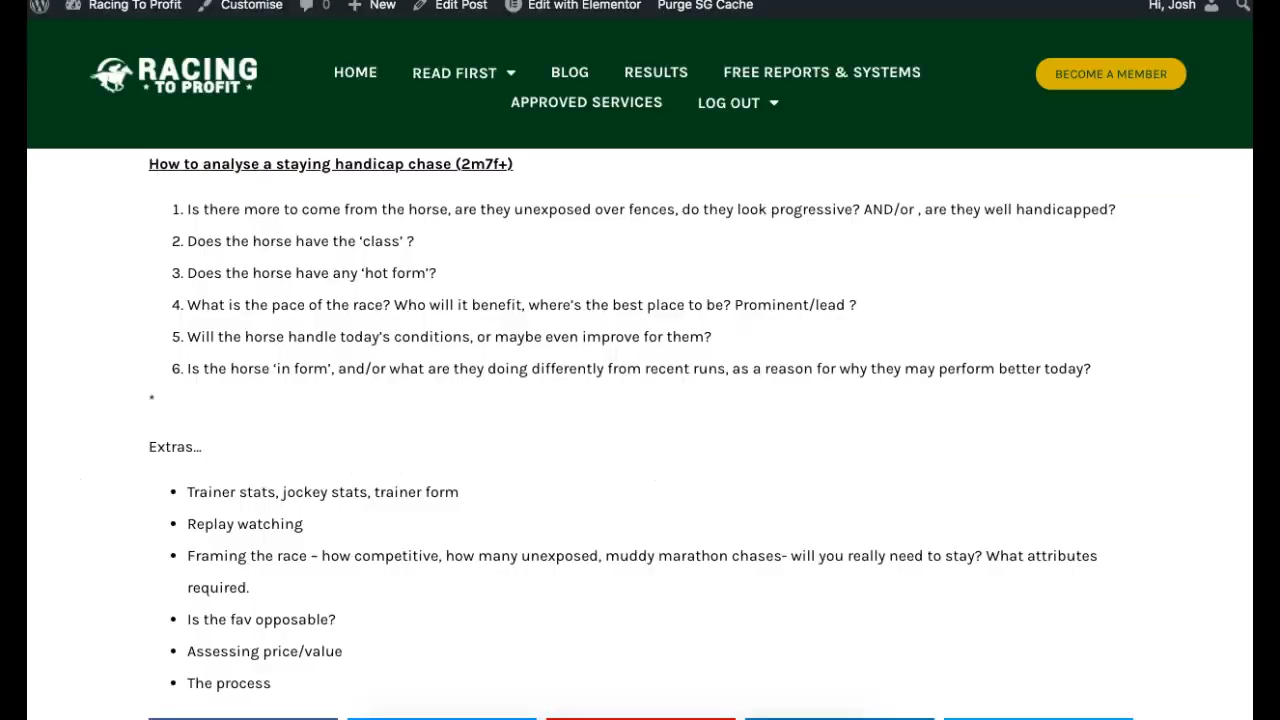 Racing To Profit Customise 0 New Edit Post Edit with Elementor Purge SG Cache Hi, Josh
RACING
TO PROFIT
HOME READ FIRST BLOG RESULTS FREE REPORTS & SYSTEMS
APPROVED SERVICES LOG OUT
BECOME A MEMBER
How to analyse a staying handicap chase (2m7f+)
1. Is there more to come from the horse, are they unexposed over fences, do they look progressive? AND/or , are they well handicapped?
2. Does the horse have the ‘class’ ?
3. Does the horse have any ‘hot form’?
4. What is the pace of the race? Who will it benefit, where’s the best place to be? Prominent/lead ?
5. Will the horse handle today’s conditions, or maybe even improve for them?
6. Is the horse ‘in form’, and/or what are they doing differently from recent runs, as a reason for why they may perform better today?
*
Extras…
• Trainer stats, jockey stats, trainer form
• Replay watching
• Framing the race – how competitive, how many unexposed, muddy marathon chases- will you really need to stay? What attributes
required.
• Is the fav opposable?
• Assessing price/value
• The process